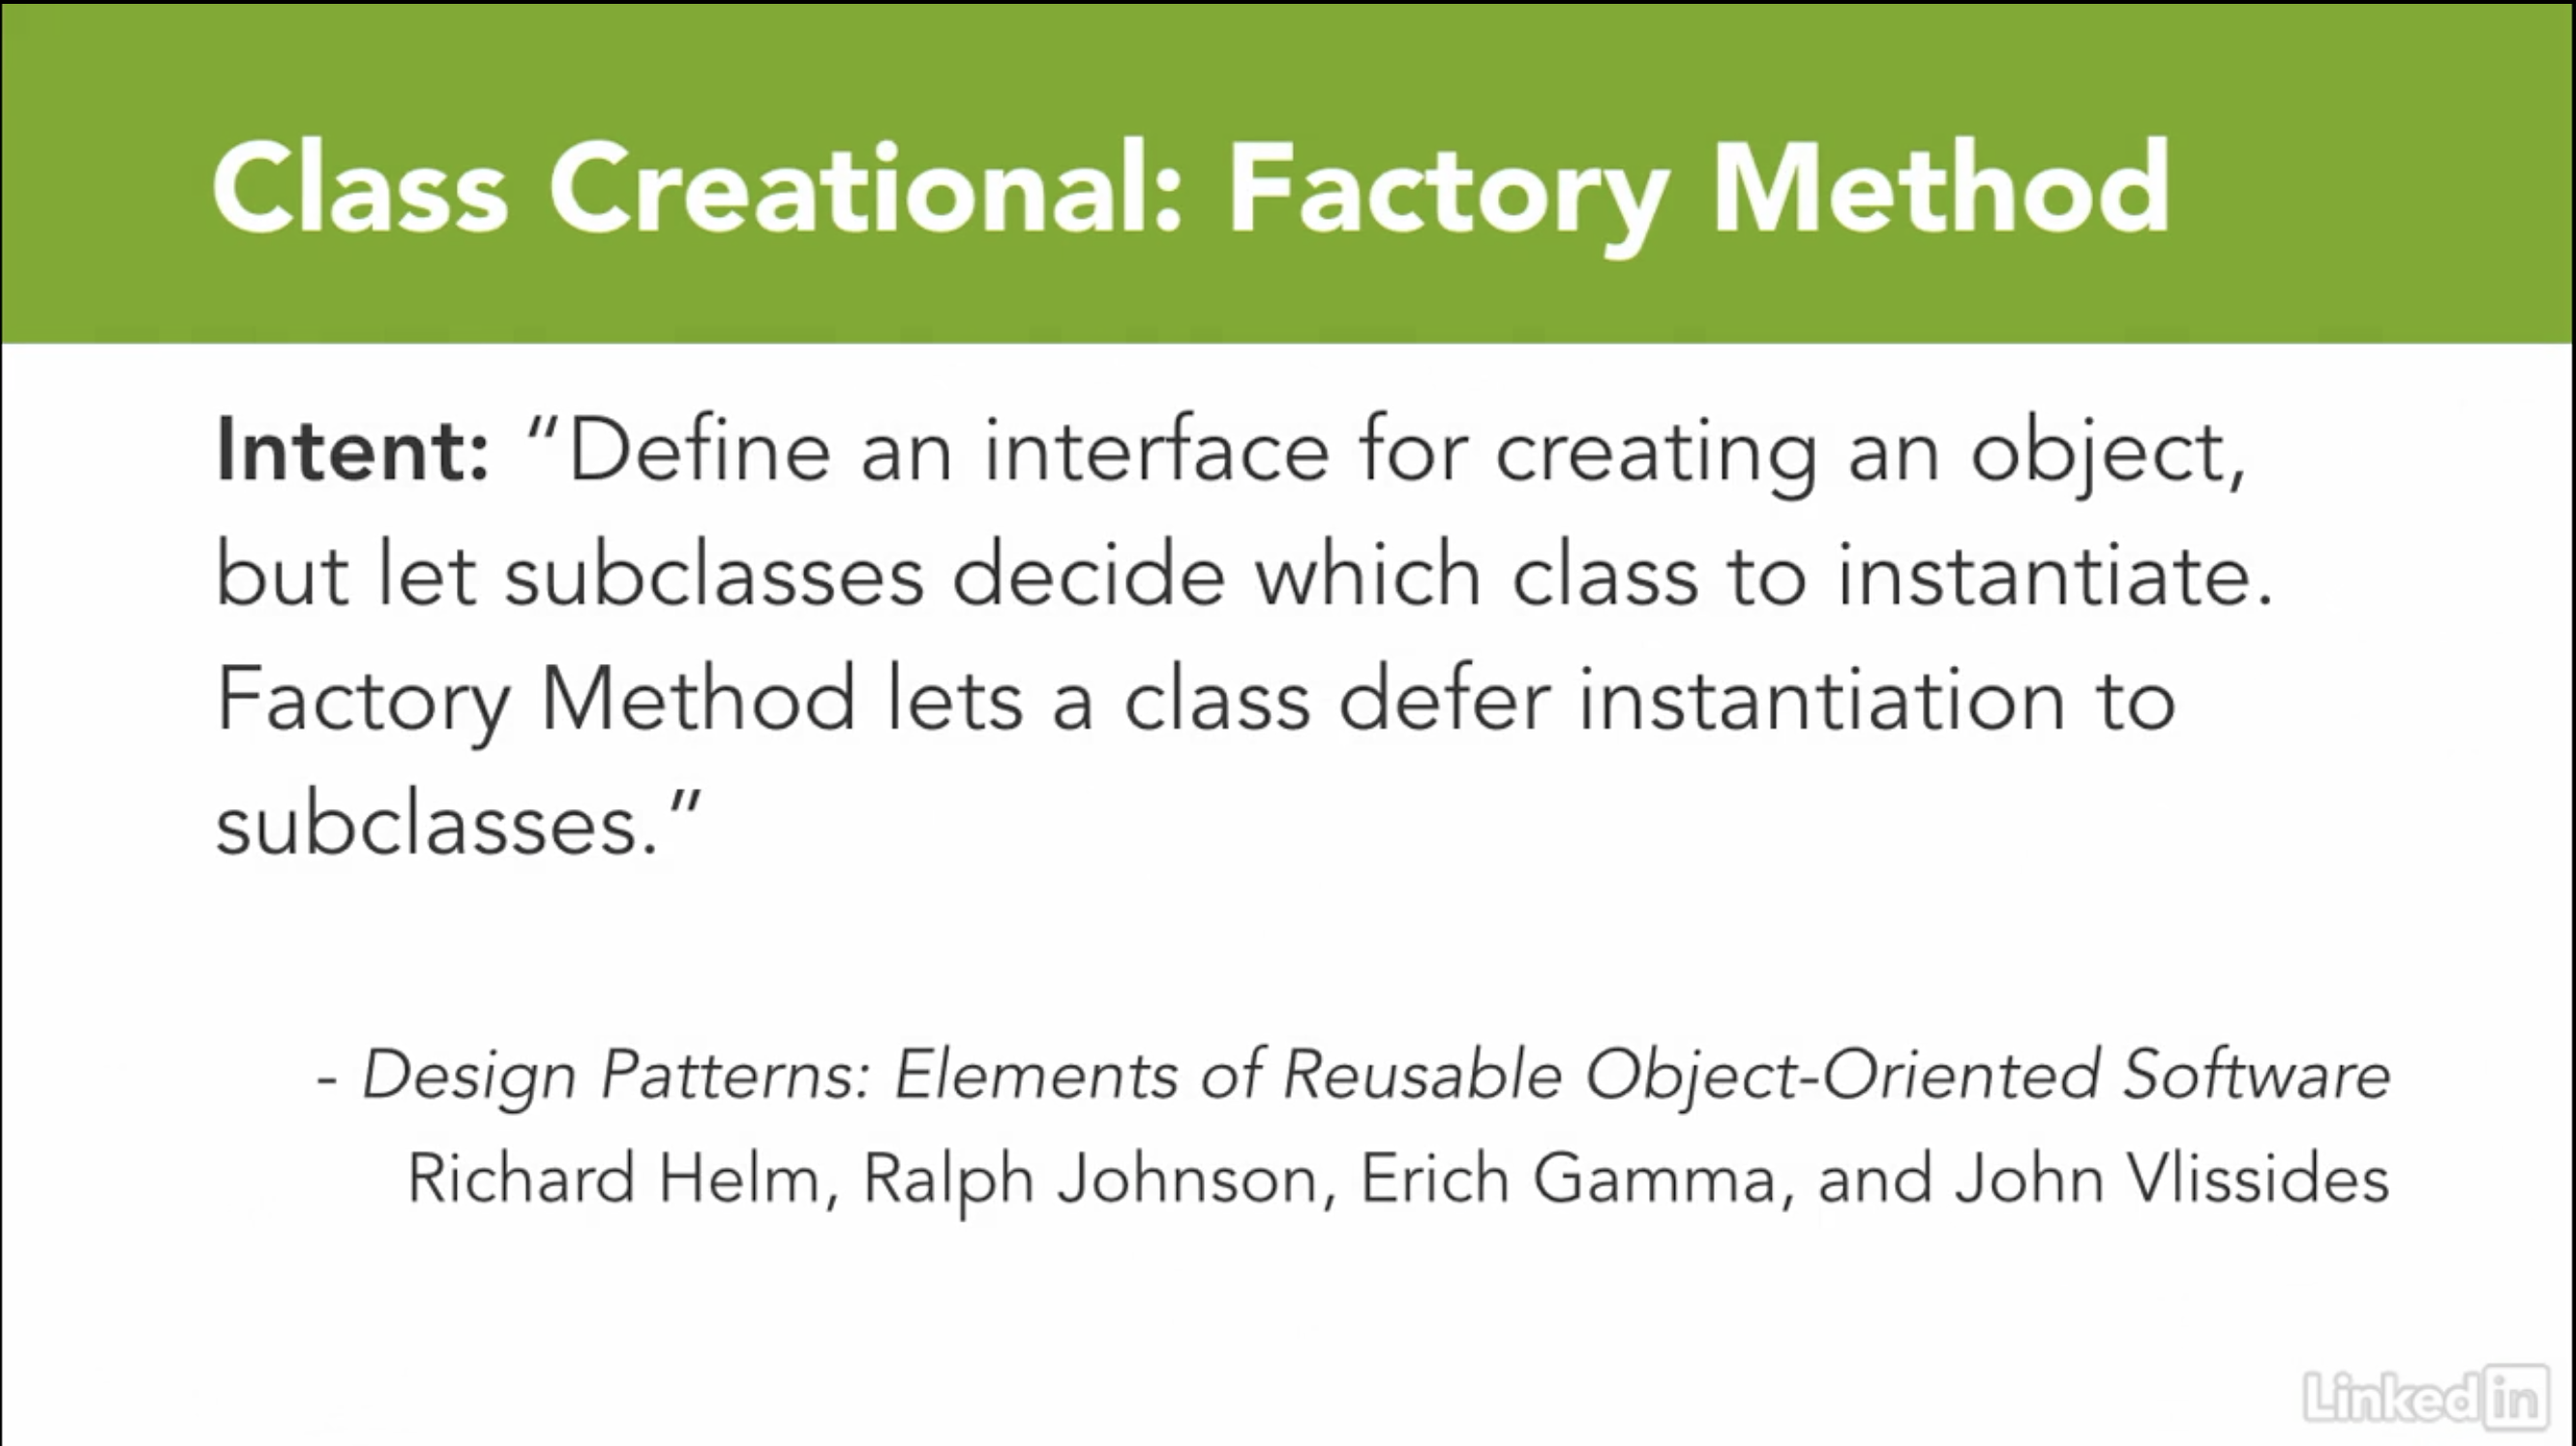 Class Creational: Factory Method
Intent: “Define an interface for creating an object,
but let subclasses decide which class to instantiate.
Factory Method lets a class defer instantiation to
subclasses.”
- Design Patterns: Elements of Reusable Object-Oriented Software
Richard Helm, Ralph Johnson, Erich Gamma, and John Vlissides
Linked in